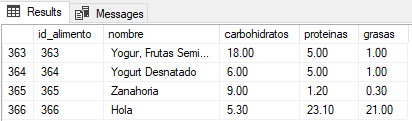 Results Messages
id_alimento nombre carbohidratos proteinas grasas
363 363 Yogur, Frutas Semi... 18.00 5.00 1.00
364 364 Yogurt Desnatado 6.00 5.00 1.00
365 365 Zanahoria 9.00 1.20 0.30
366 366 Hola 5.30 23.10 21.00